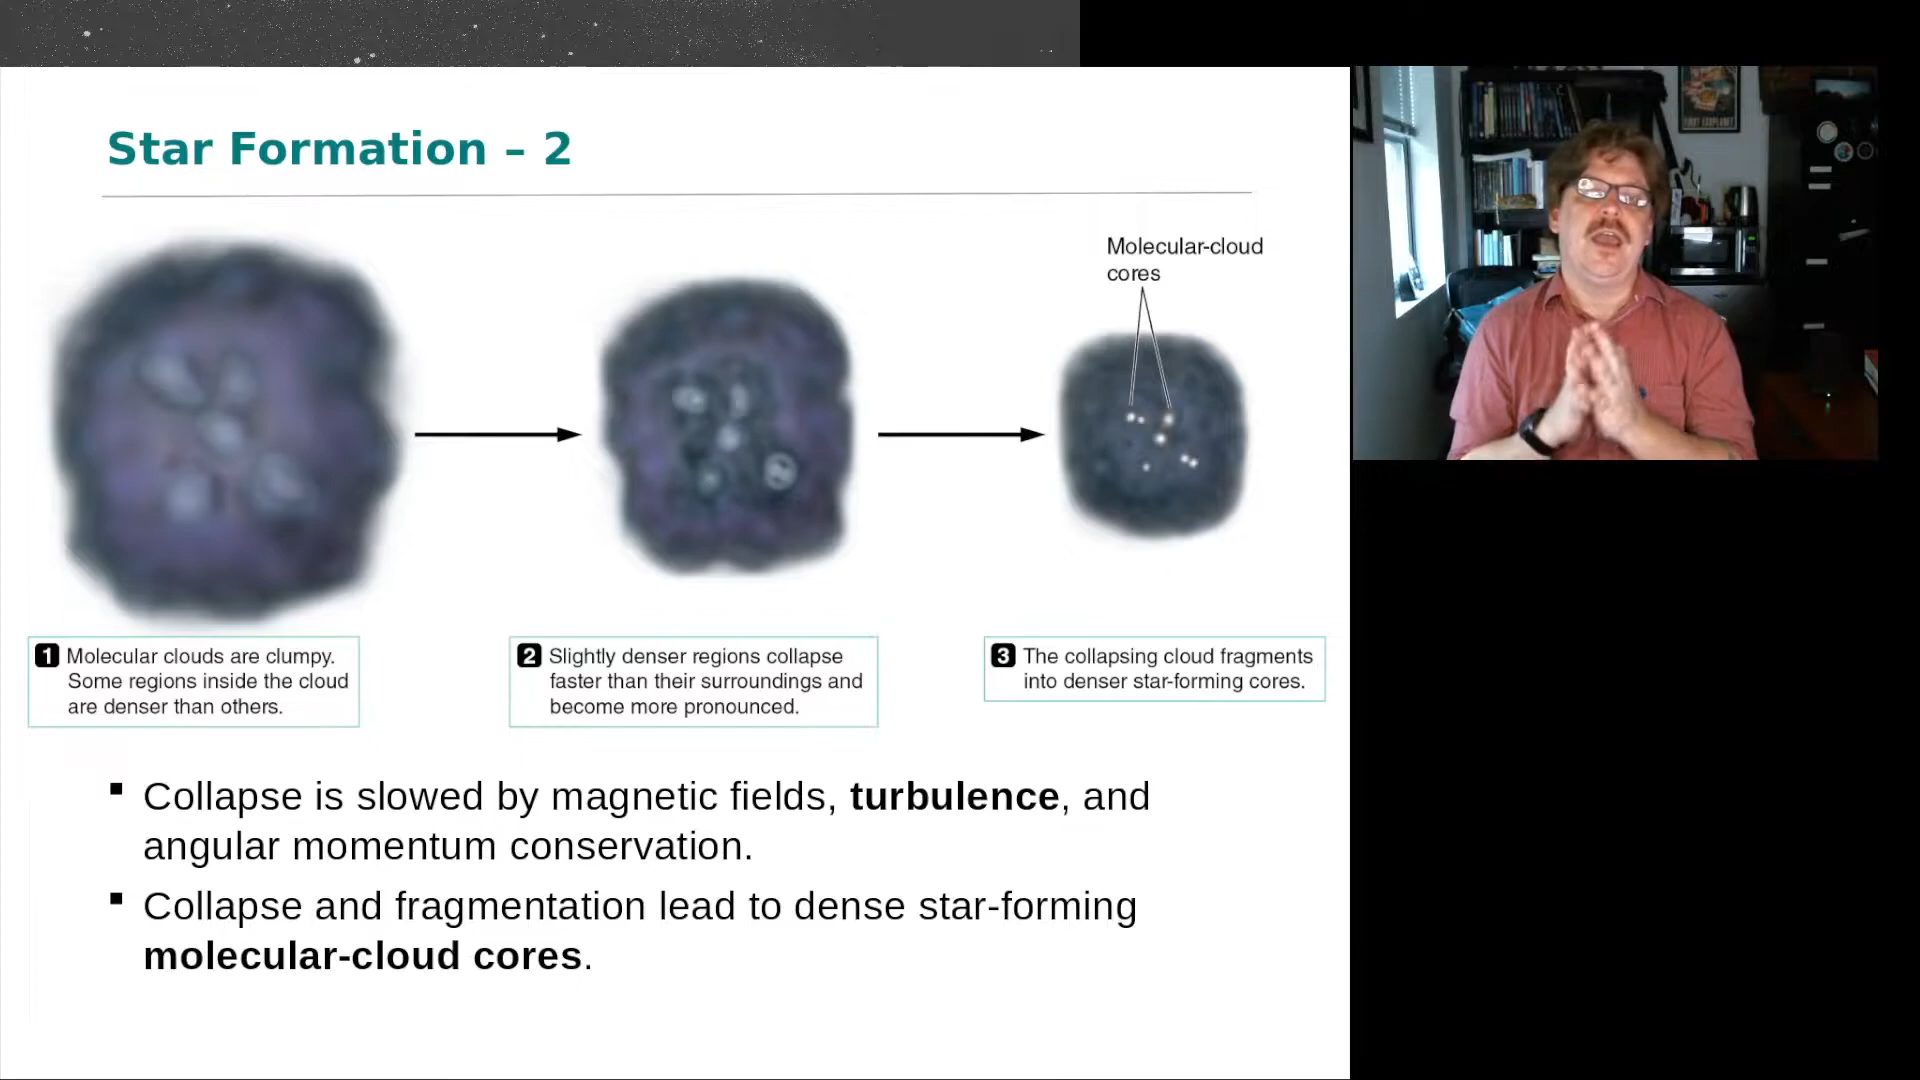 Star Formation – 2
Molecular-cloud
cores
1 Molecular clouds are clumpy.
Some regions inside the cloud
are denser than others.
2 Slightly denser regions collapse
faster than their surroundings and
become more pronounced.
3 The collapsing cloud fragments
into denser star-forming cores.
▪ Collapse is slowed by magnetic fields, turbulence, and
angular momentum conservation.
▪ Collapse and fragmentation lead to dense star-forming
molecular-cloud cores.